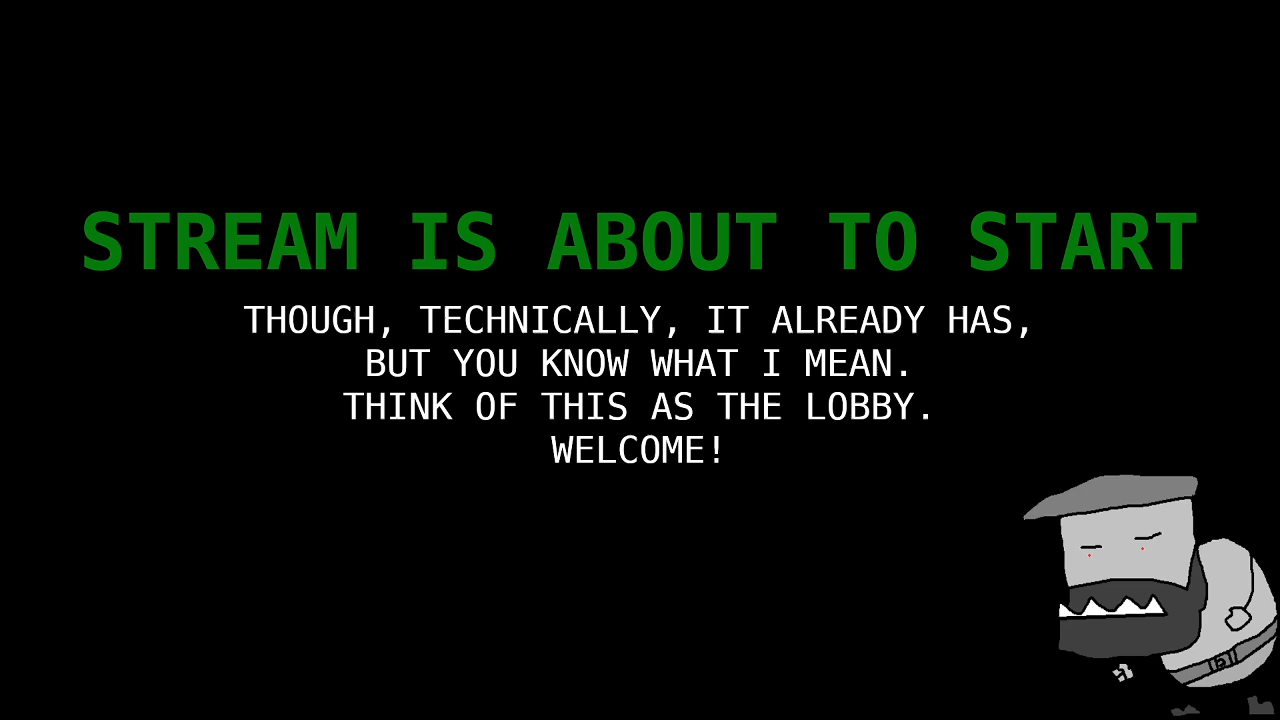 STREAM IS ABOUT TO START
THOUGH, TECHNICALLY, IT ALREADY HAS,
BUT YOU KNOW WHAT I MEAN.
THINK OF THIS AS THE LOBBY.
WELCOME!